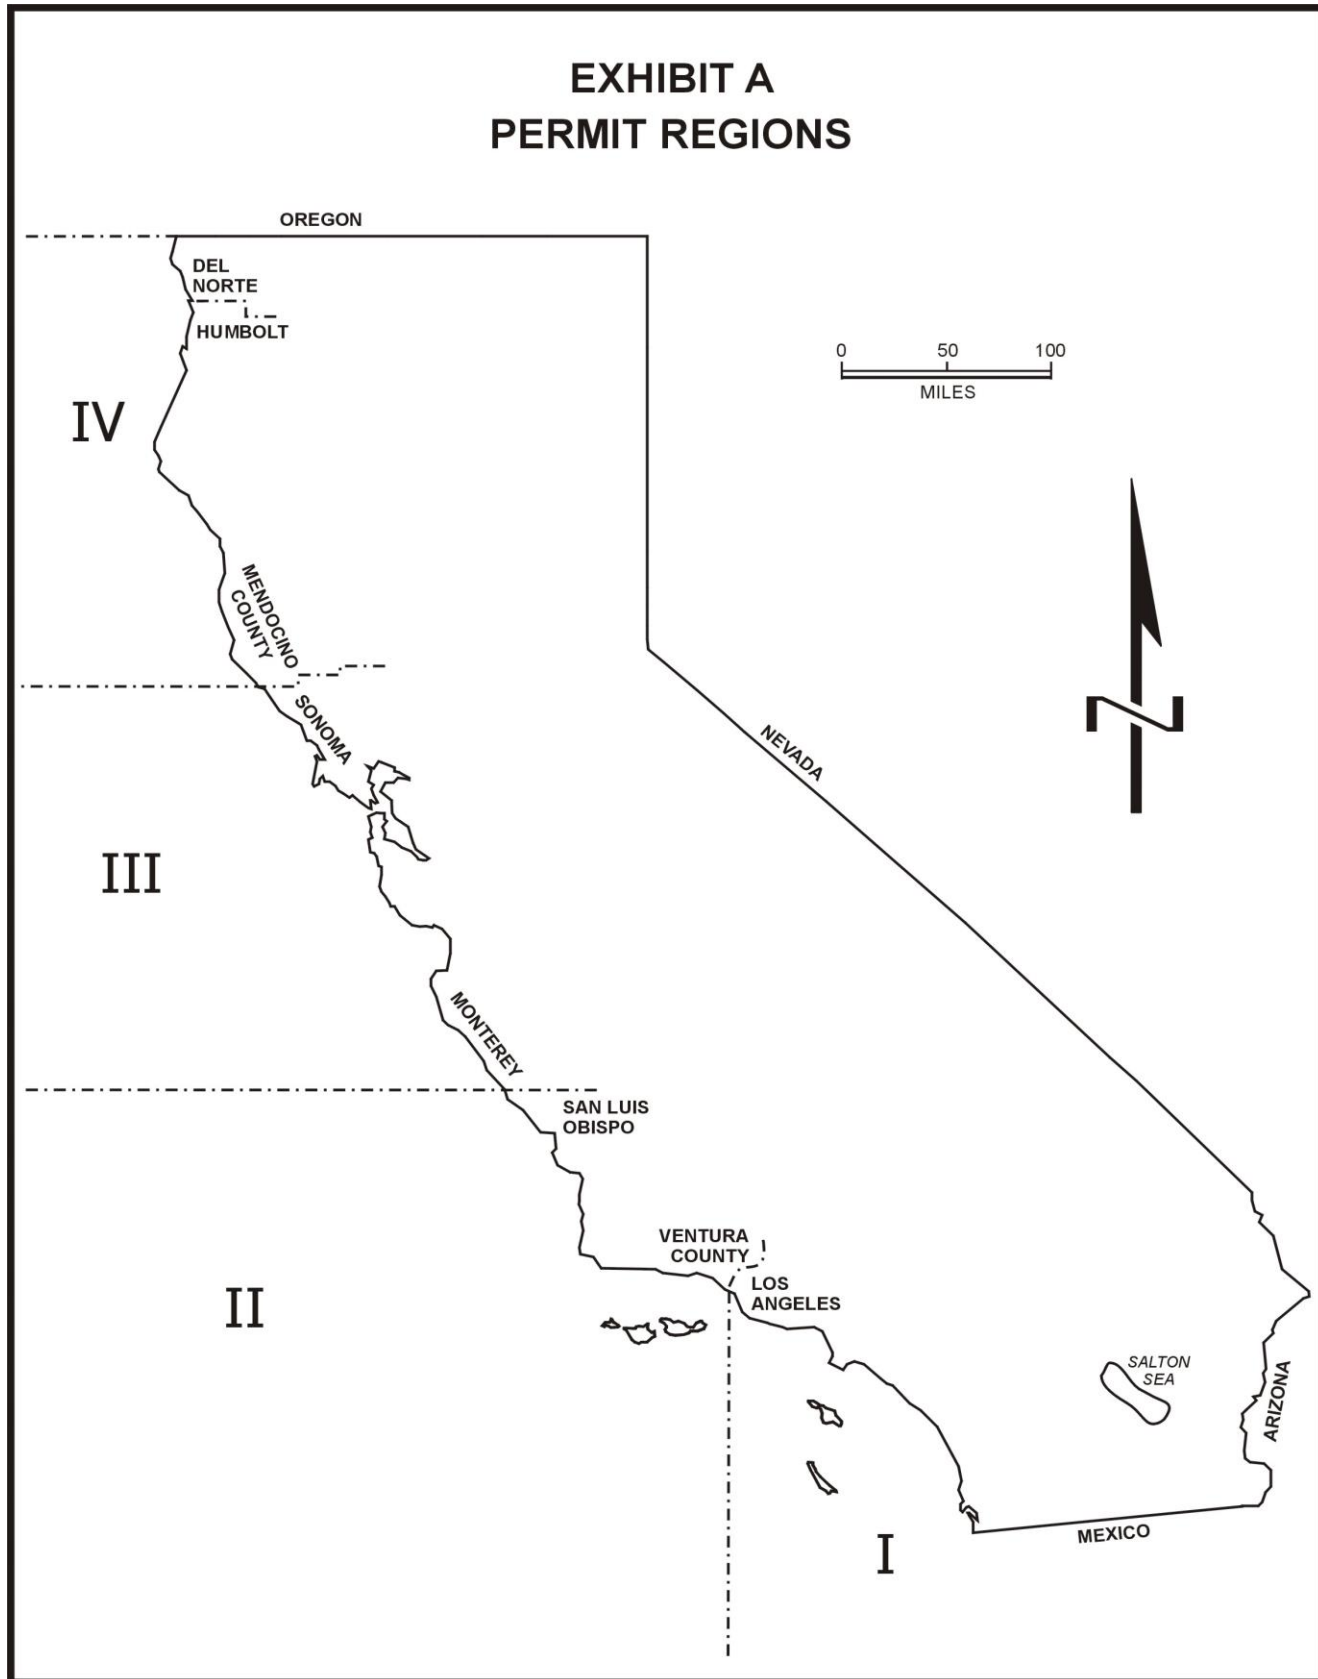 EXHIBIT A
PERMIT REGIONS
OREGON
DEL
NORTE
HUMBOLT
0 50 100
MILES
IV
MENDOCINO
COUNTY
SONOMA
NEVADA
III
MONTEREY
SAN LUIS
OBISPO
VENTURA
COUNTY
LOS
ANGELES
II
SALTON
SEA
ARIZONA
I
MEXICO